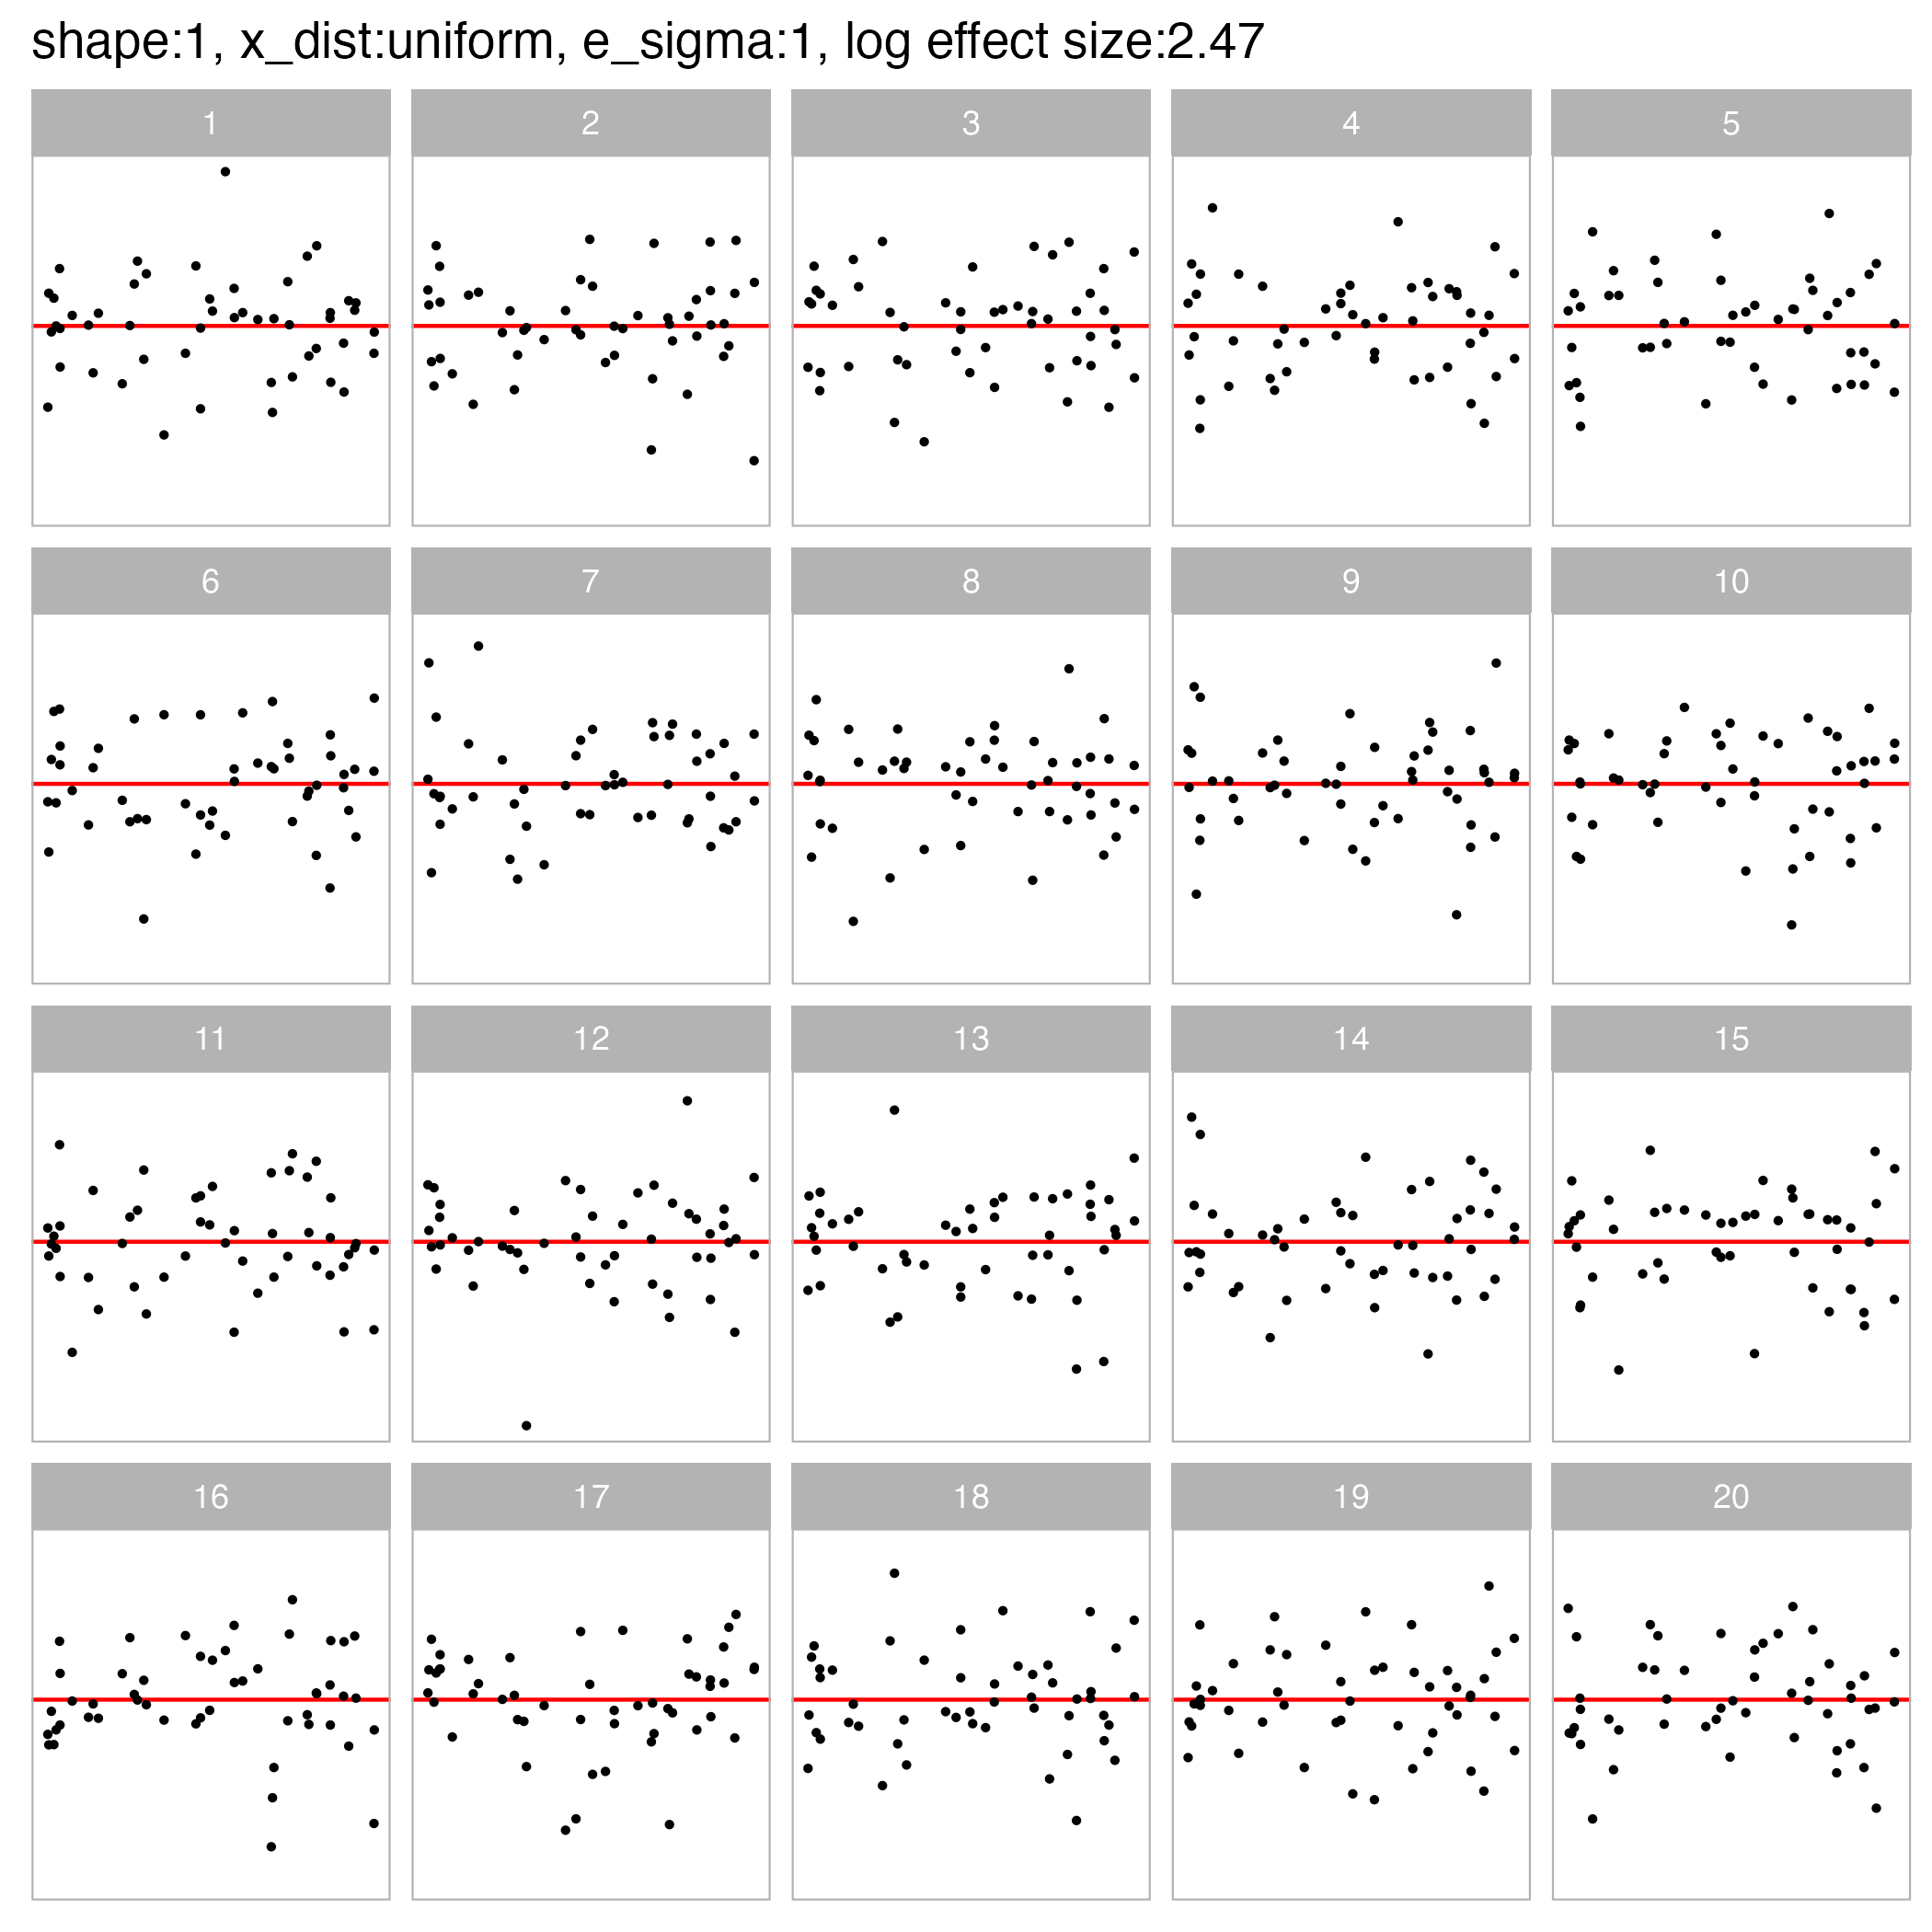 shape:1, x_dist:uniform, e_sigma:1, log effect size:2.47
1 2 3 4 5
6 7 8 9 10
11 12 13 14 15
16 17 18 19 20